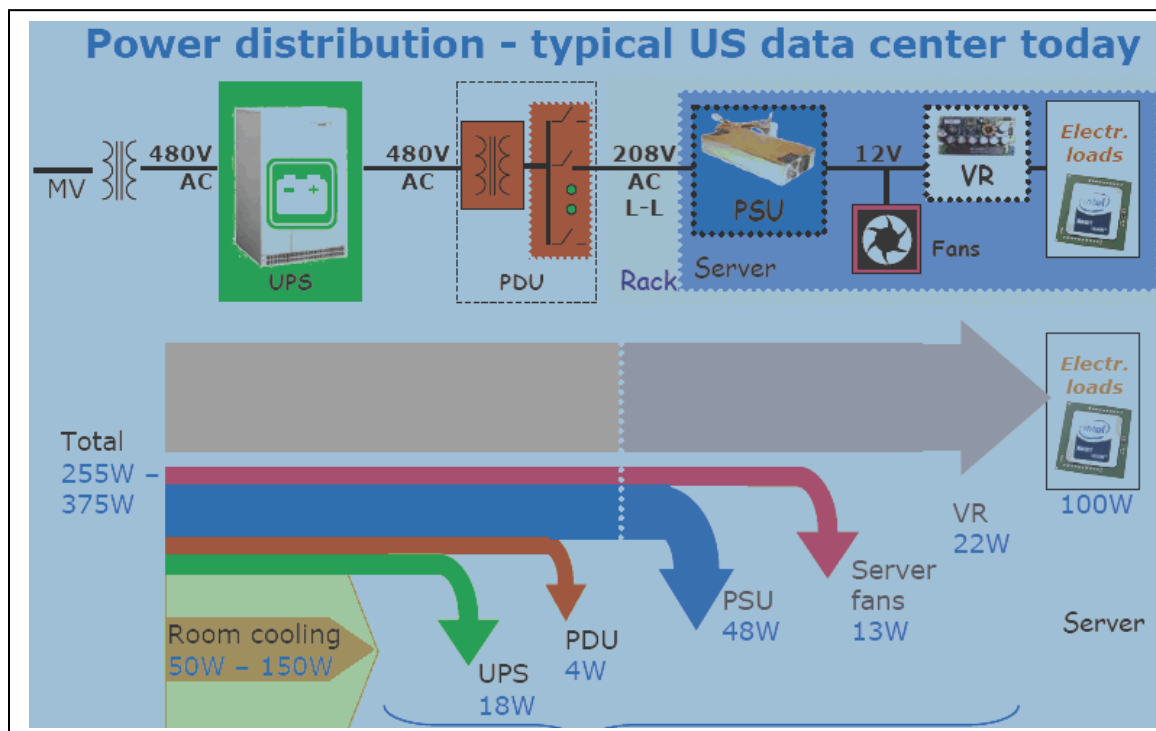 Power distribution - typical US data center today
MV
480V
AC
UPS
480V
AC
PDU
208V
AC
L-L
Rack
Server
PSU
12V
Fans
VR
Electr.
loads
intel
Total
255W –
375W
Electr.
loads
intel
100W
VR
22W
Server
fans
13W
PSU
48W
PDU
4W
UPS
18W
Room cooling
50W – 150W
Server